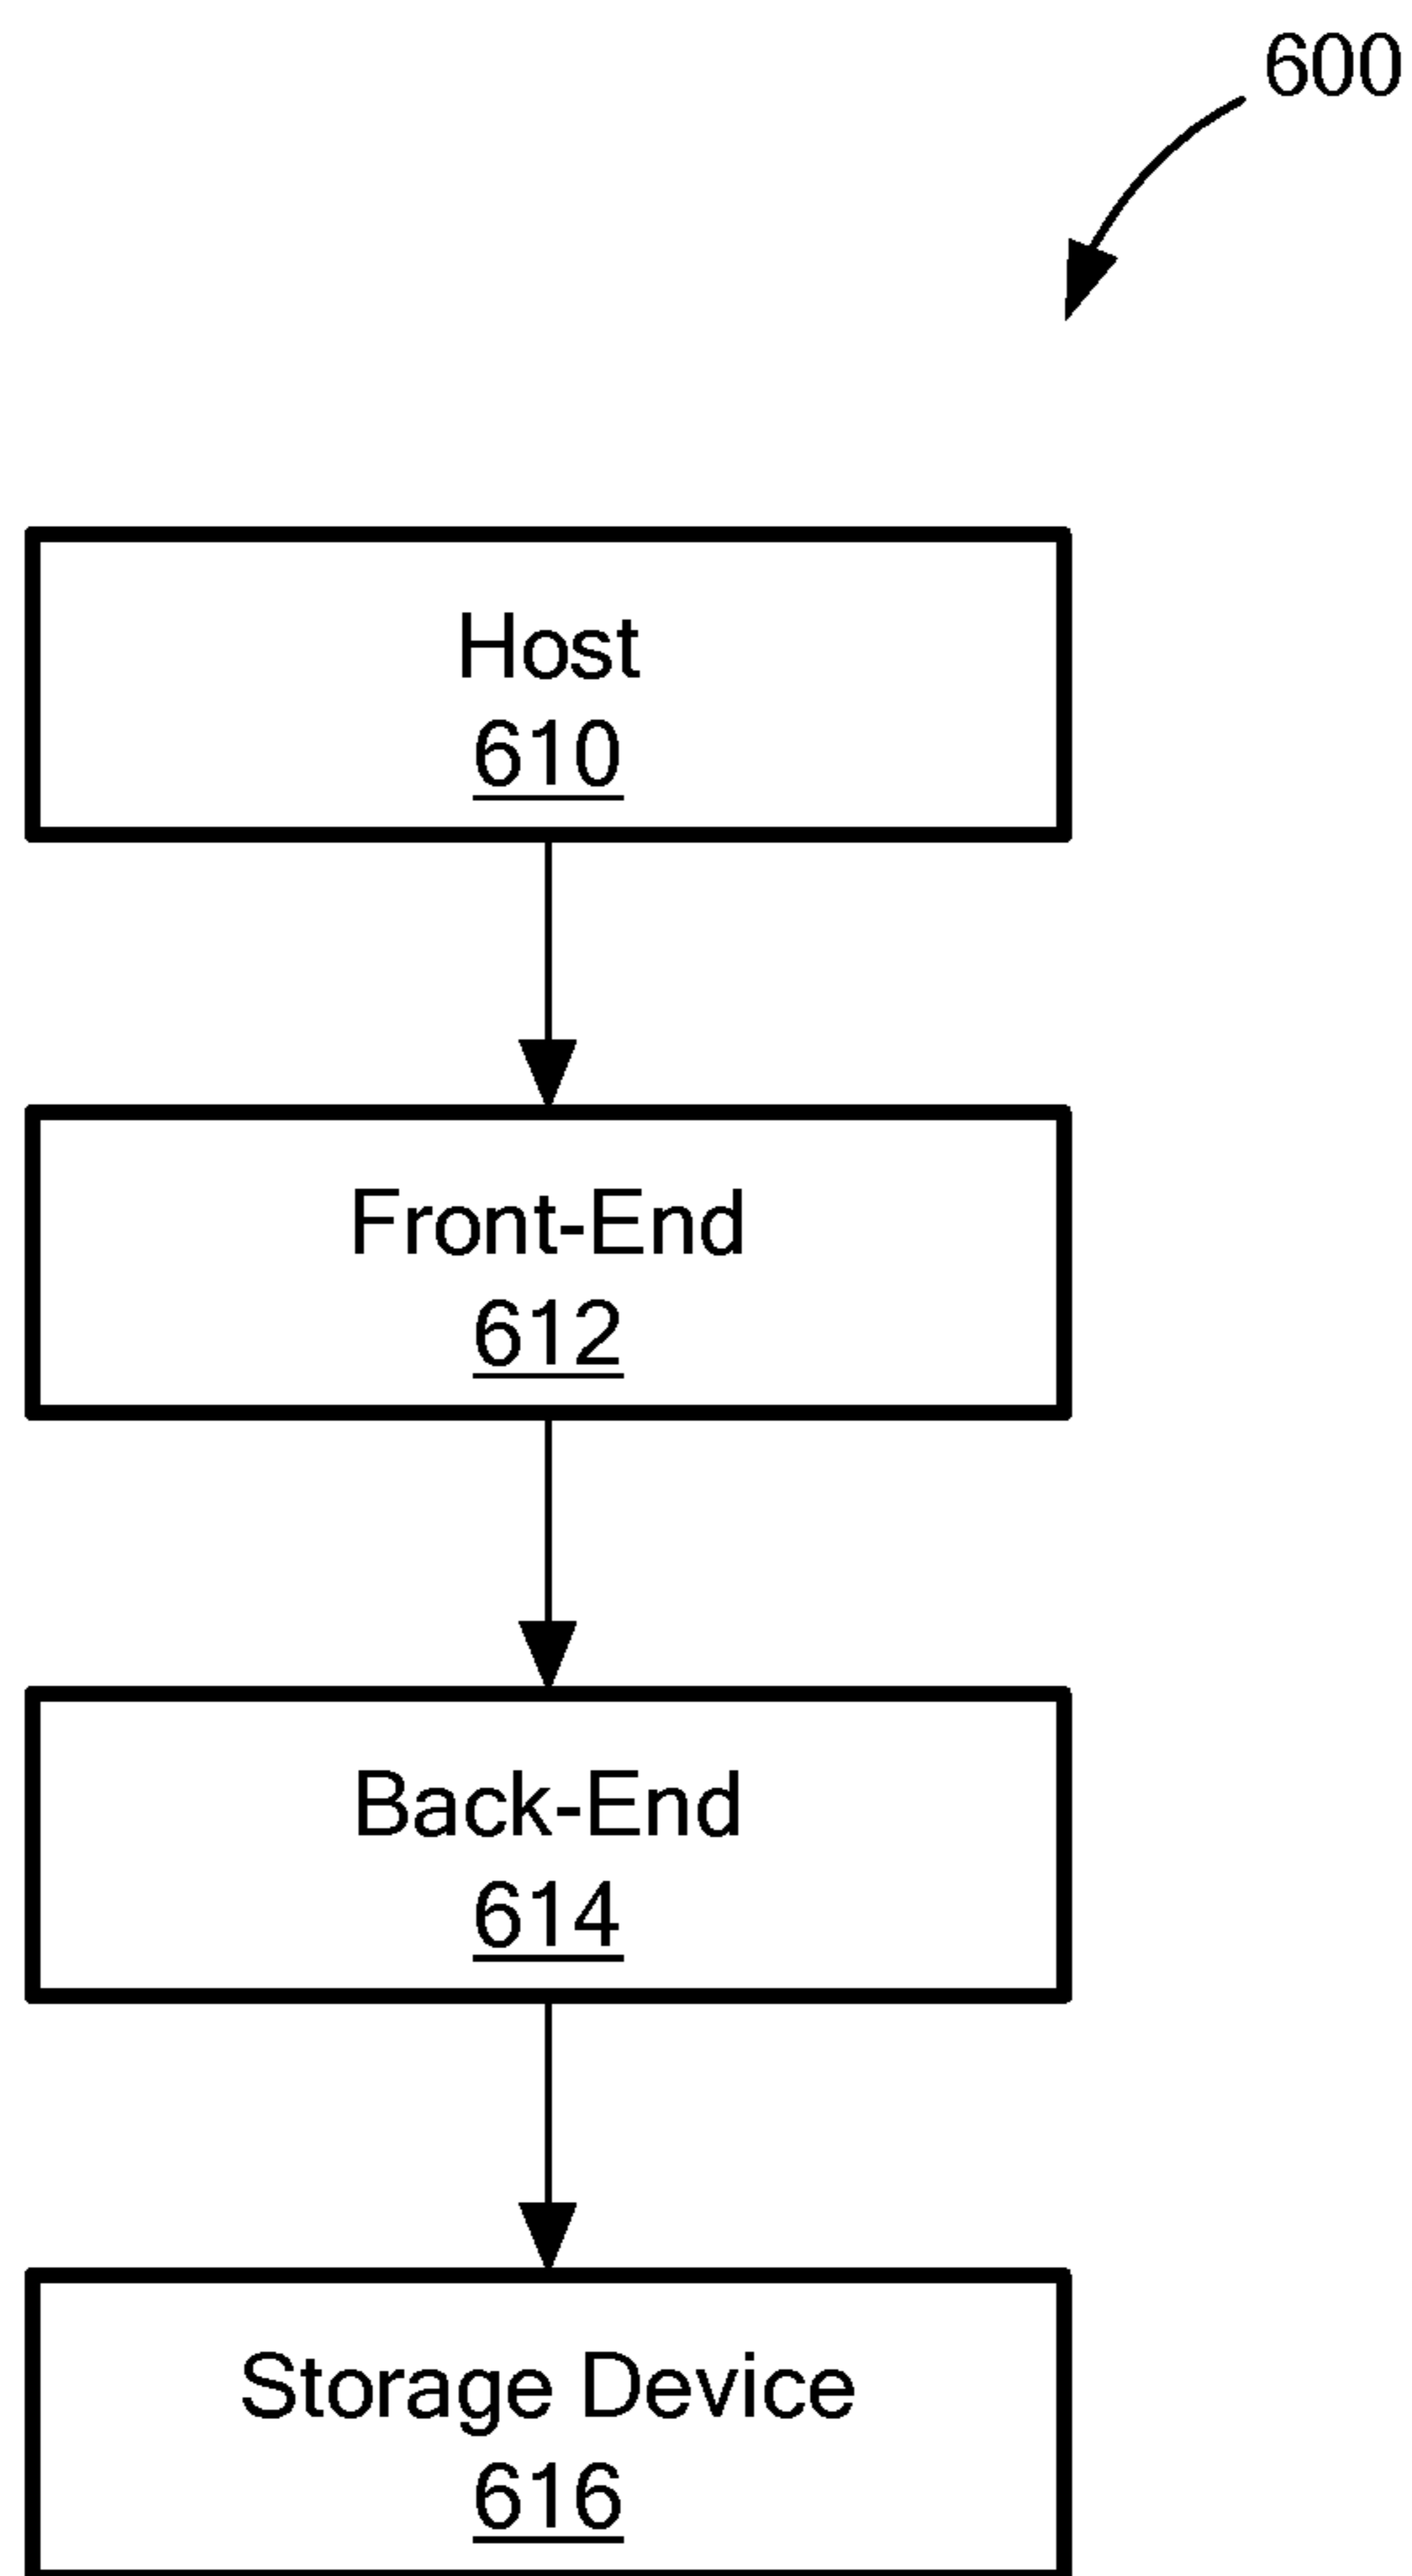 600
Host
610
Front-End
612
Back-End
614
Storage Device
616